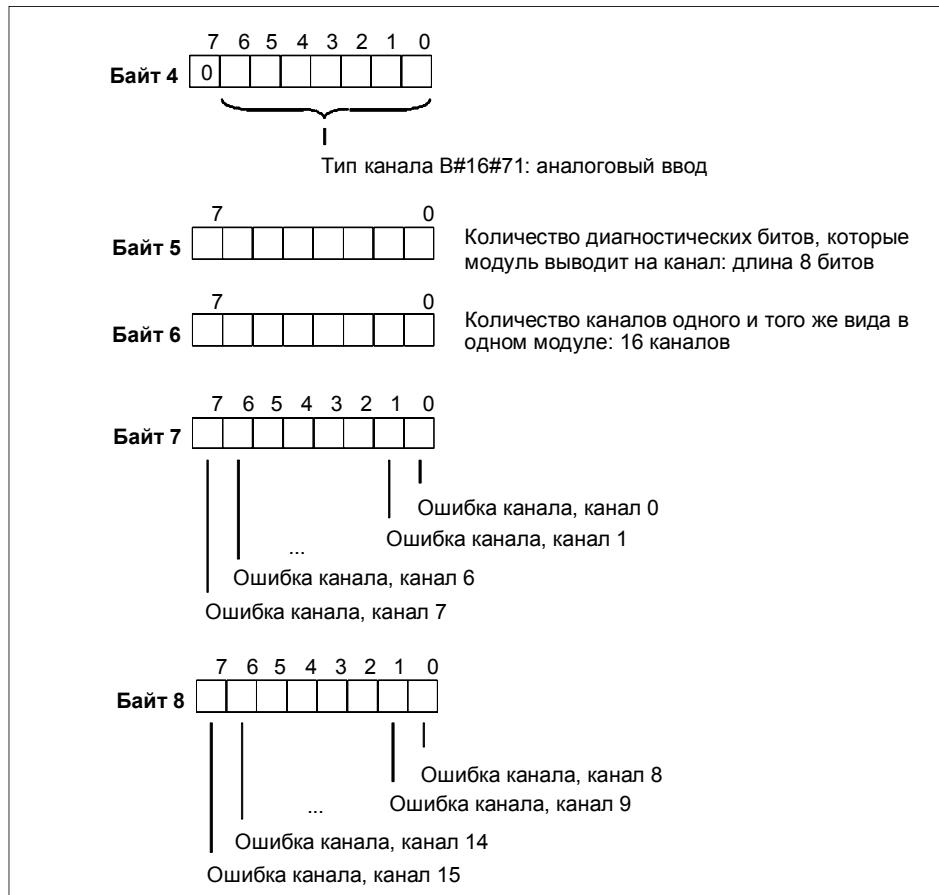 7 6 5 4 3 2 1 0
Байт 4 0
Тип канала B#16#71: аналоговый ввод
7 0
Байт 5
Количество диагностических битов, которые
модуль выводит на канал: длина 8 битов
7 0
Байт 6
Количество каналов одного и того же вида в
одном модуле: 16 каналов
7 6 5 4 3 2 1 0
Байт 7
Ошибка канала, канал 0
Ошибка канала, канал 1
...
Ошибка канала, канал 6
Ошибка канала, канал 7
7 6 5 4 3 2 1 0
Байт 8
Ошибка канала, канал 8
Ошибка канала, канал 9
...
Ошибка канала, канал 14
Ошибка канала, канал 15